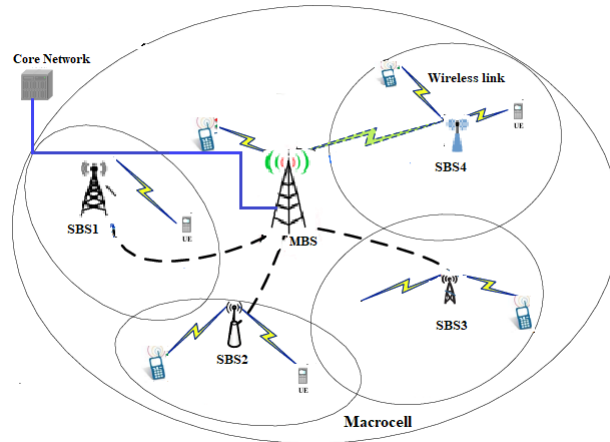 Core Network
Wireless link
UE
SBS4
SBS1
UE
MBS
SBS3
SBS2
UE
Macrocell